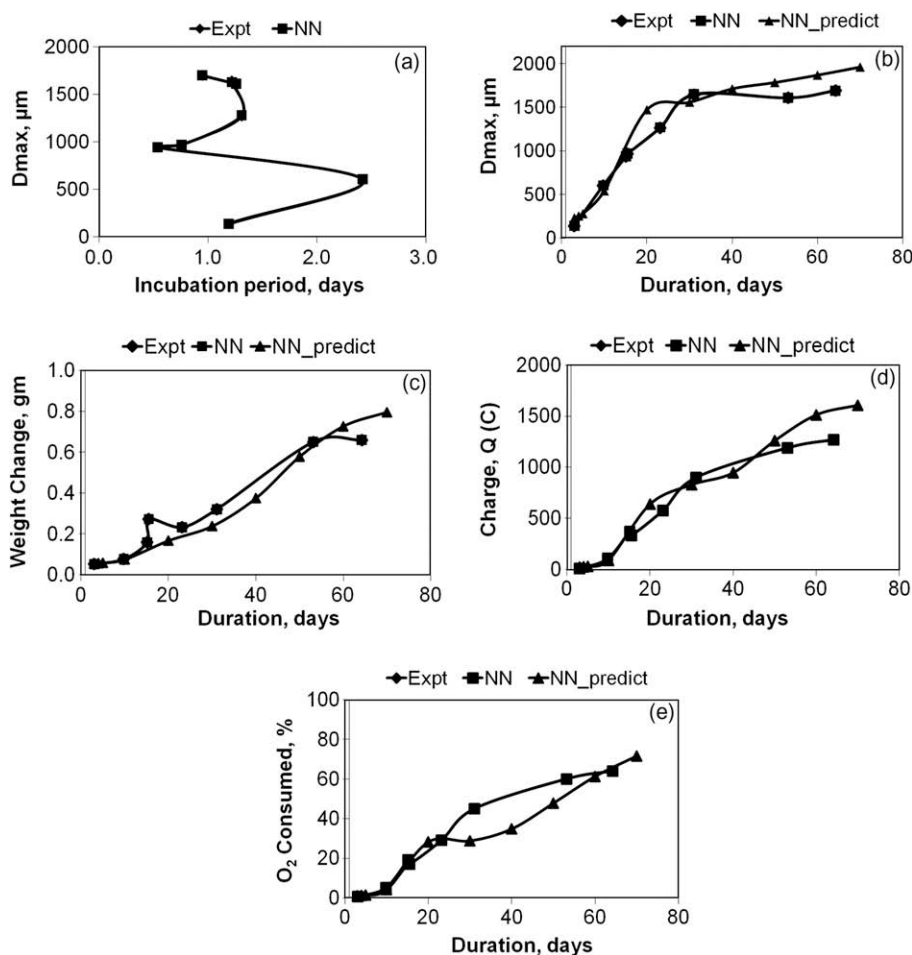 Expt NN
(a)
Dmax, µm
2000
1500
1000
500
0
0.0 1.0 2.0 3.0
Incubation period, days
Expt NN NN_predict
(b)
Dmax, µm
2000
1500
1000
500
0
0 20 40 60 80
Duration, days
Expt NN NN_predict
(c)
Weight Change, gm
1.0
0.8
0.6
0.4
0.2
0.0
0 20 40 60 80
Duration, days
Expt NN NN_predict
(d)
Charge, Q (C)
2000
1500
1000
500
0
0 20 40 60 80
Duration, days
Expt NN NN_predict
(e)
O₂ Consumed, %
100
80
60
40
20
0
0 20 40 60 80
Duration, days